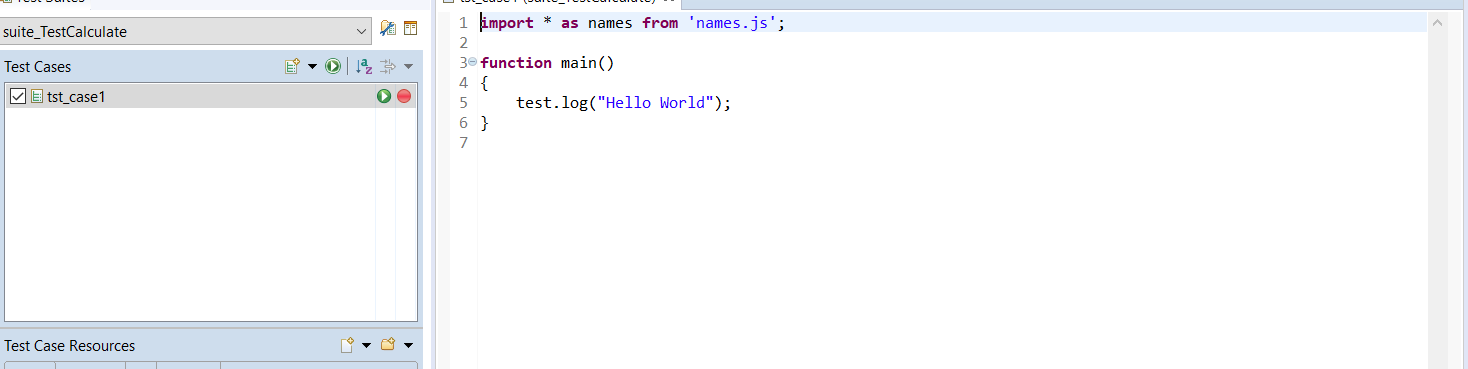 suite_TestCalculate
Test Cases
tst_case1
Test Case Resources
1 import * as names from 'names.js';
2
3 function main()
4 {
5 test.log("Hello World");
6 }
7